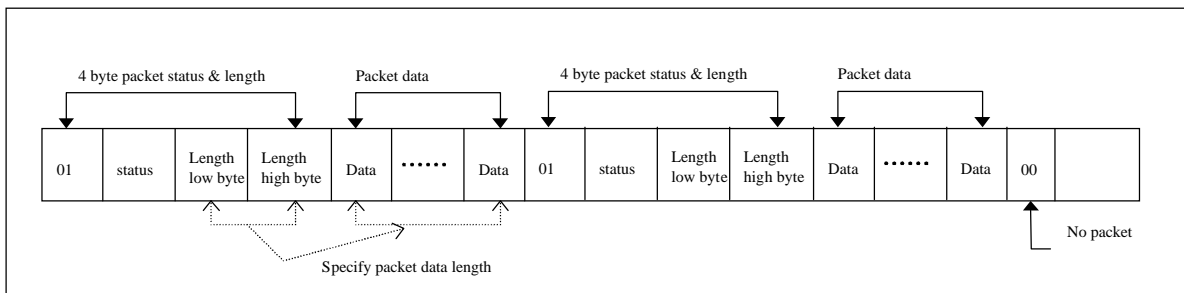 4 byte packet status & length
Packet data
4 byte packet status & length
Packet data
01
status
Length
low byte
Length
high byte
Data
••••••
Data
01
status
Length
low byte
Length
high byte
Data
••••••
Data
00
No packet
Specify packet data length